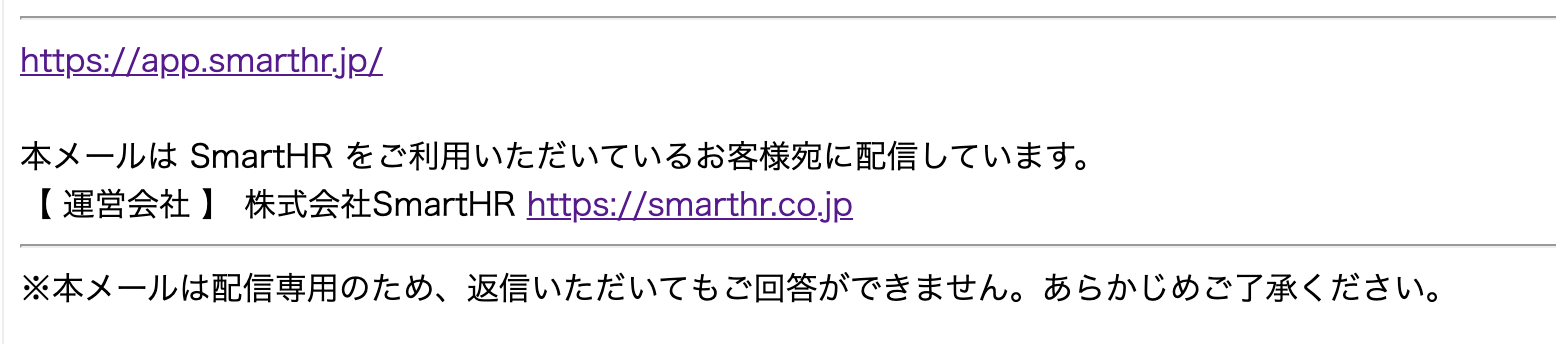 https://app.smarthr.jp/
本メールは SmartHR をご利用いただいているお客様宛に配信しています。
【 運営会社 】 株式会社SmartHR https://smarthr.co.jp
※本メールは配信専用のため、返信いただいてもご回答ができません。あらかじめご了承ください。